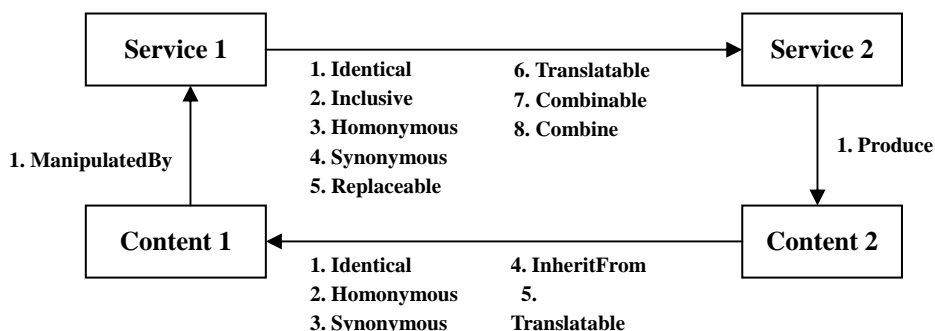 Service 1
Service 2
1. Identical
2. Inclusive
3. Homonymous
4. Synonymous
5. Replaceable
6. Translatable
7. Combinable
8. Combine
1. ManipulatedBy
1. Produce
Content 1
Content 2
1. Identical
2. Homonymous
3. Synonymous
4. InheritFrom
5.
Translatable